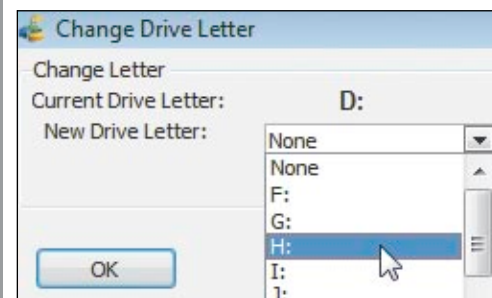 Change Drive Letter
Change Letter
Current Drive Letter: D:
New Drive Letter: None
None
F:
G:
H:
I:
J:
OK